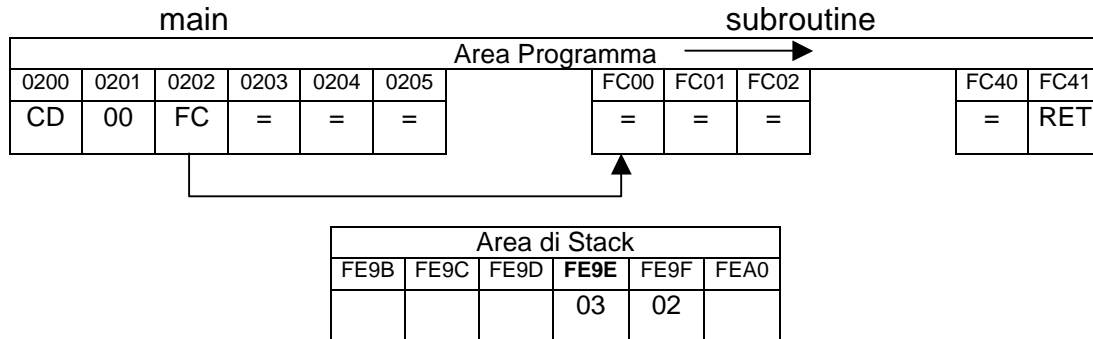 main subroutine
Area Programma
0200 0201 0202 0203 0204 0205 FC00 FC01 FC02 FC40 FC41
CD 00 FC = = = = = = = RET
Area di Stack
FE9B FE9C FE9D FE9E FE9F FEA0
03 02